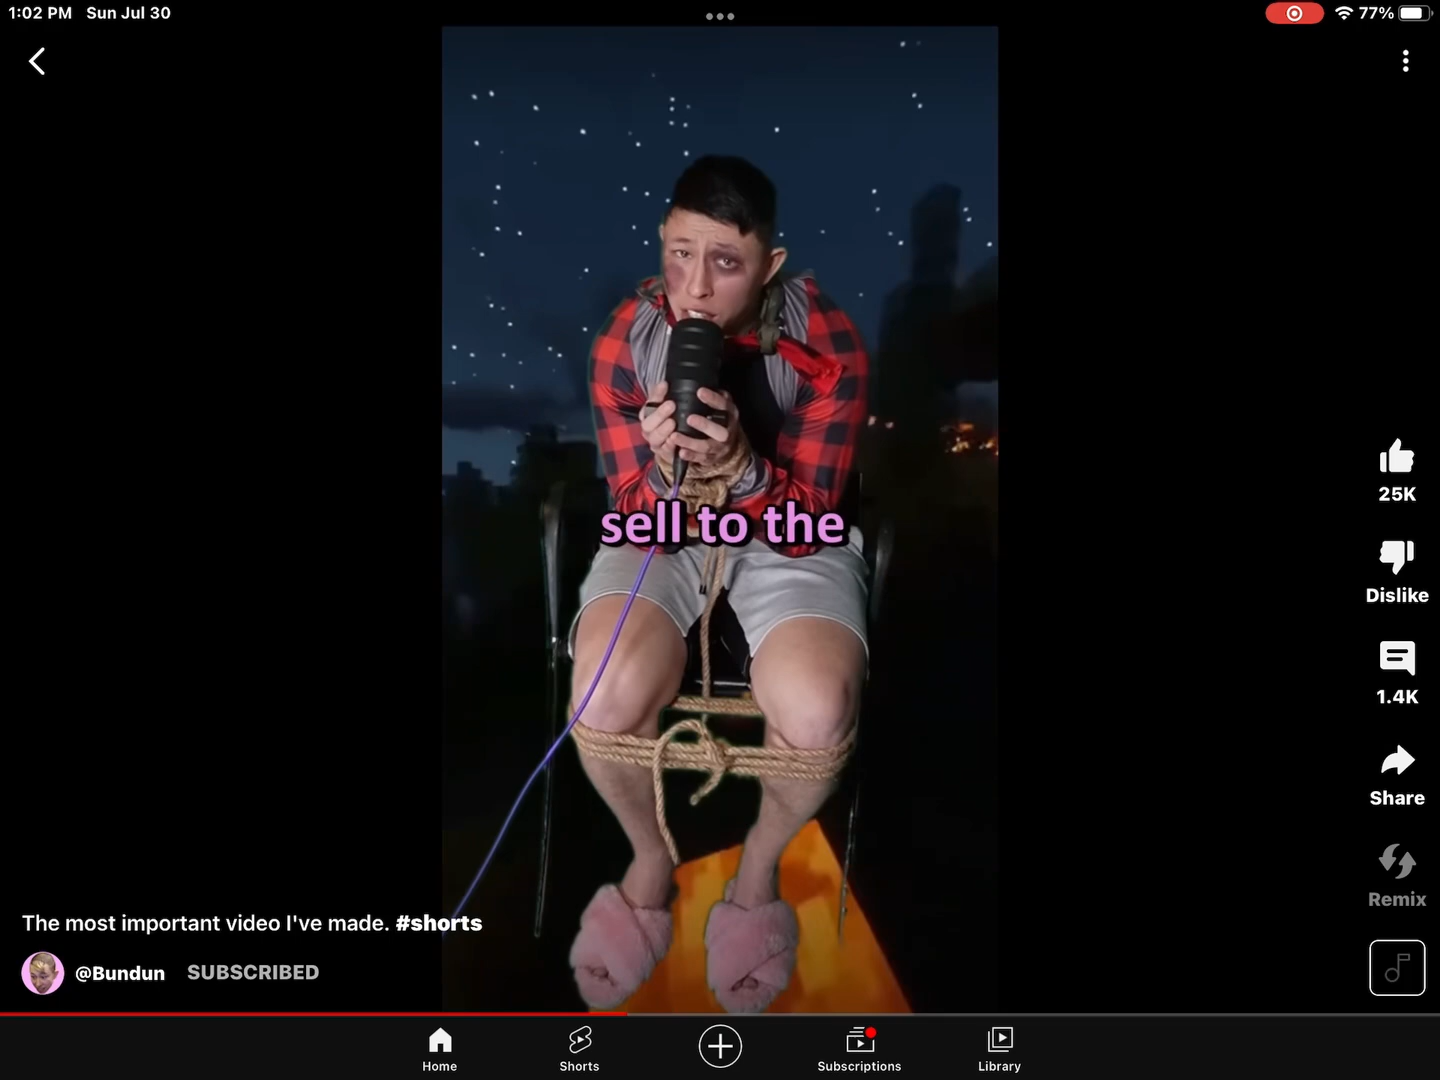 1:02 PM Sun Jul 30
77%
sell to the
25K
Dislike
1.4K
Share
Remix
The most important video I've made. #shorts
@Bundun SUBSCRIBED
Home
Shorts
Subscriptions
Library